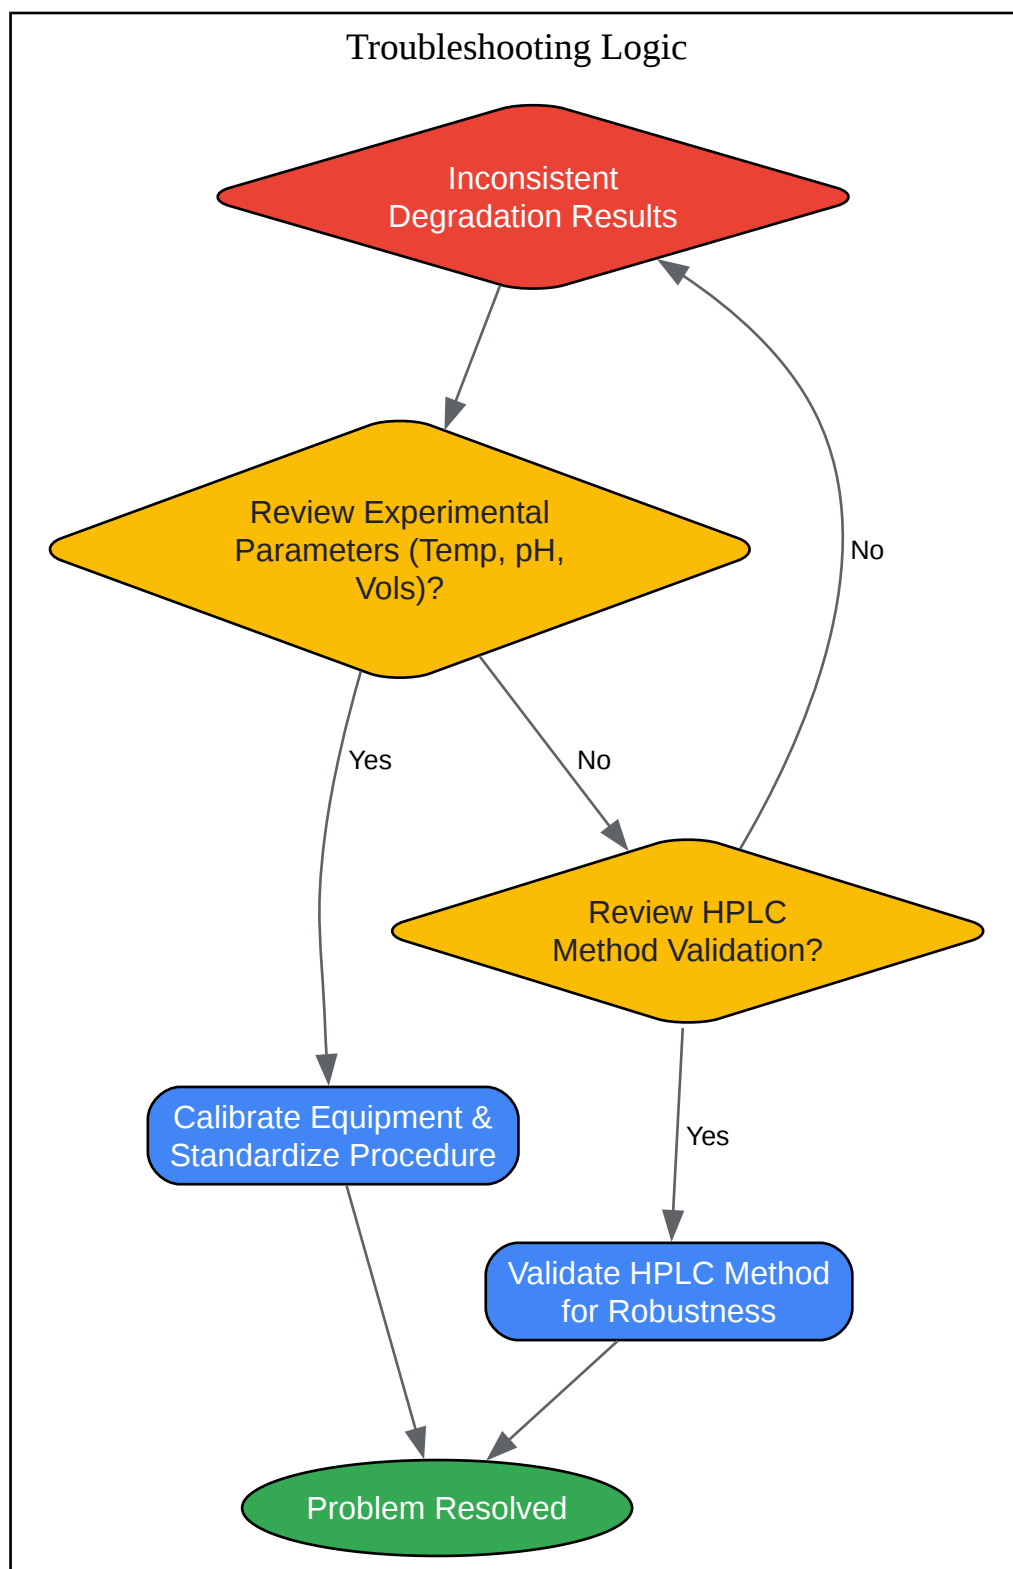 Troubleshooting Logic
Inconsistent
Degradation Results
Review Experimental
Parameters (Temp, pH,
Vols)?
No
Yes
No
Review HPLC
Method Validation?
Calibrate Equipment &
Standardize Procedure
Yes
Validate HPLC Method
for Robustness
Problem Resolved